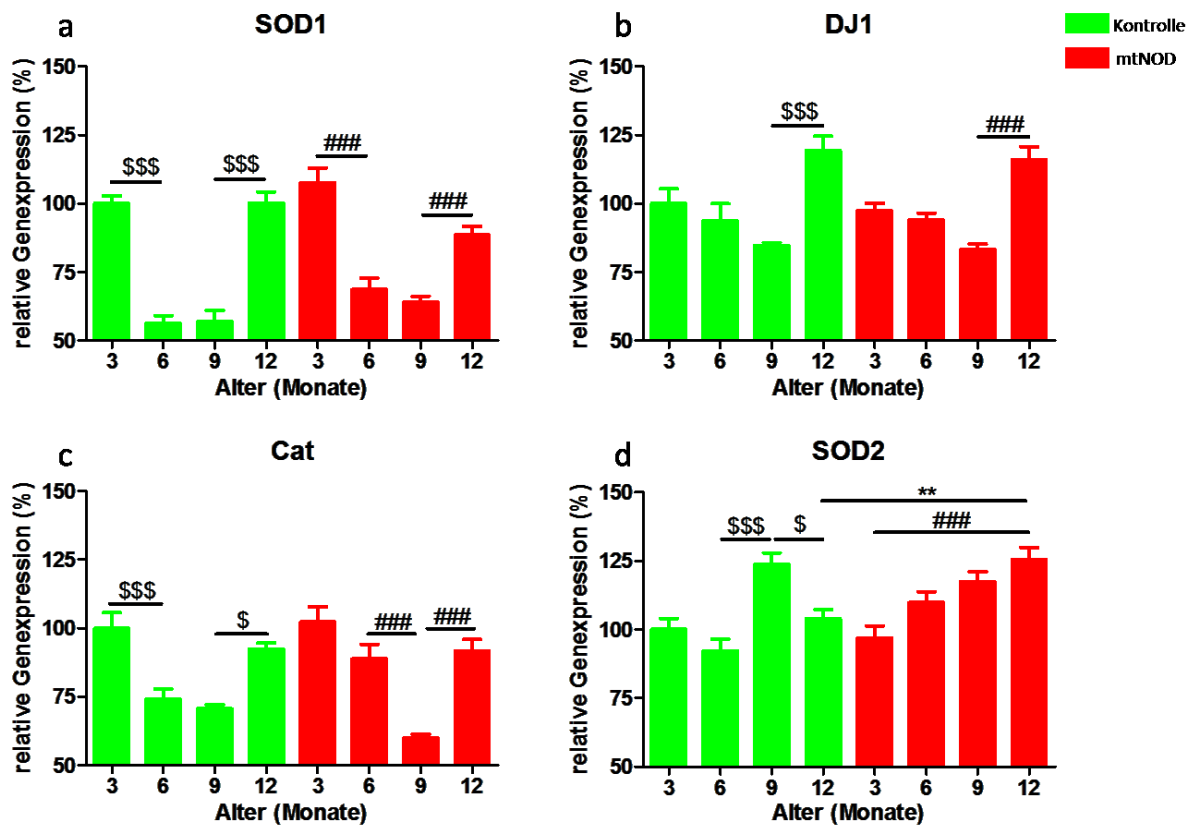 a SOD1
relative Genexpression (%)
150
125
100
75
50
$$$ $$$ ### ###
3 6 9 12 3 6 9 12
Alter (Monate)
b DJ1
Kontrolle
mtNOD
relative Genexpression (%)
150
125
100
75
50
$$$ ###
3 6 9 12 3 6 9 12
Alter (Monate)
c Cat
relative Genexpression (%)
150
125
100
75
50
$$$ $ ### ###
3 6 9 12 3 6 9 12
Alter (Monate)
d SOD2
relative Genexpression (%)
150
125
100
75
50
**
$$$ $ ###
3 6 9 12 3 6 9 12
Alter (Monate)